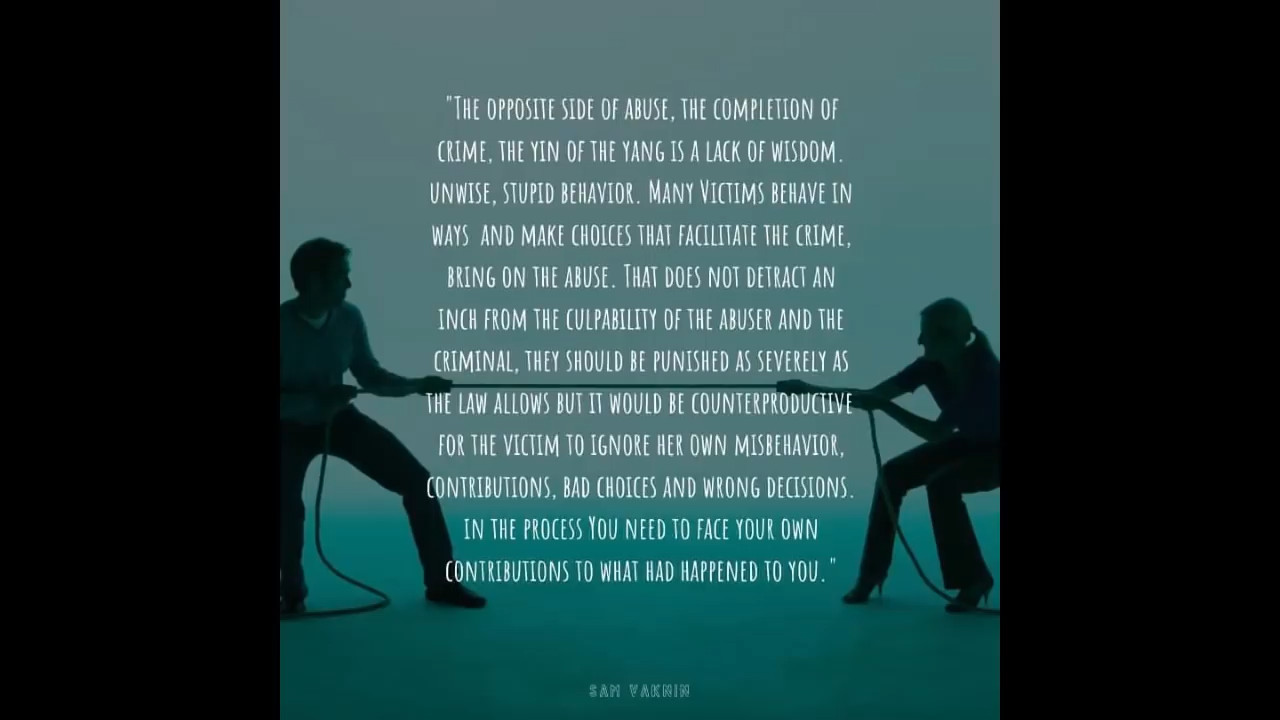 "The opposite side of abuse, the completion of
crime, the yin of the yang is a lack of wisdom.
unwise, stupid behavior. Many Victims behave in
ways and make choices that facilitate the crime,
bring on the abuse. That does not detract an
inch from the culpability of the abuser and the
criminal, they should be punished as severely as
the law allows but it would be counterproductive
for the victim to ignore her own misbehavior,
contributions, bad choices and wrong decisions.
in the process You need to face your own
contributions to what had happened to you."
SAM VAKNIN